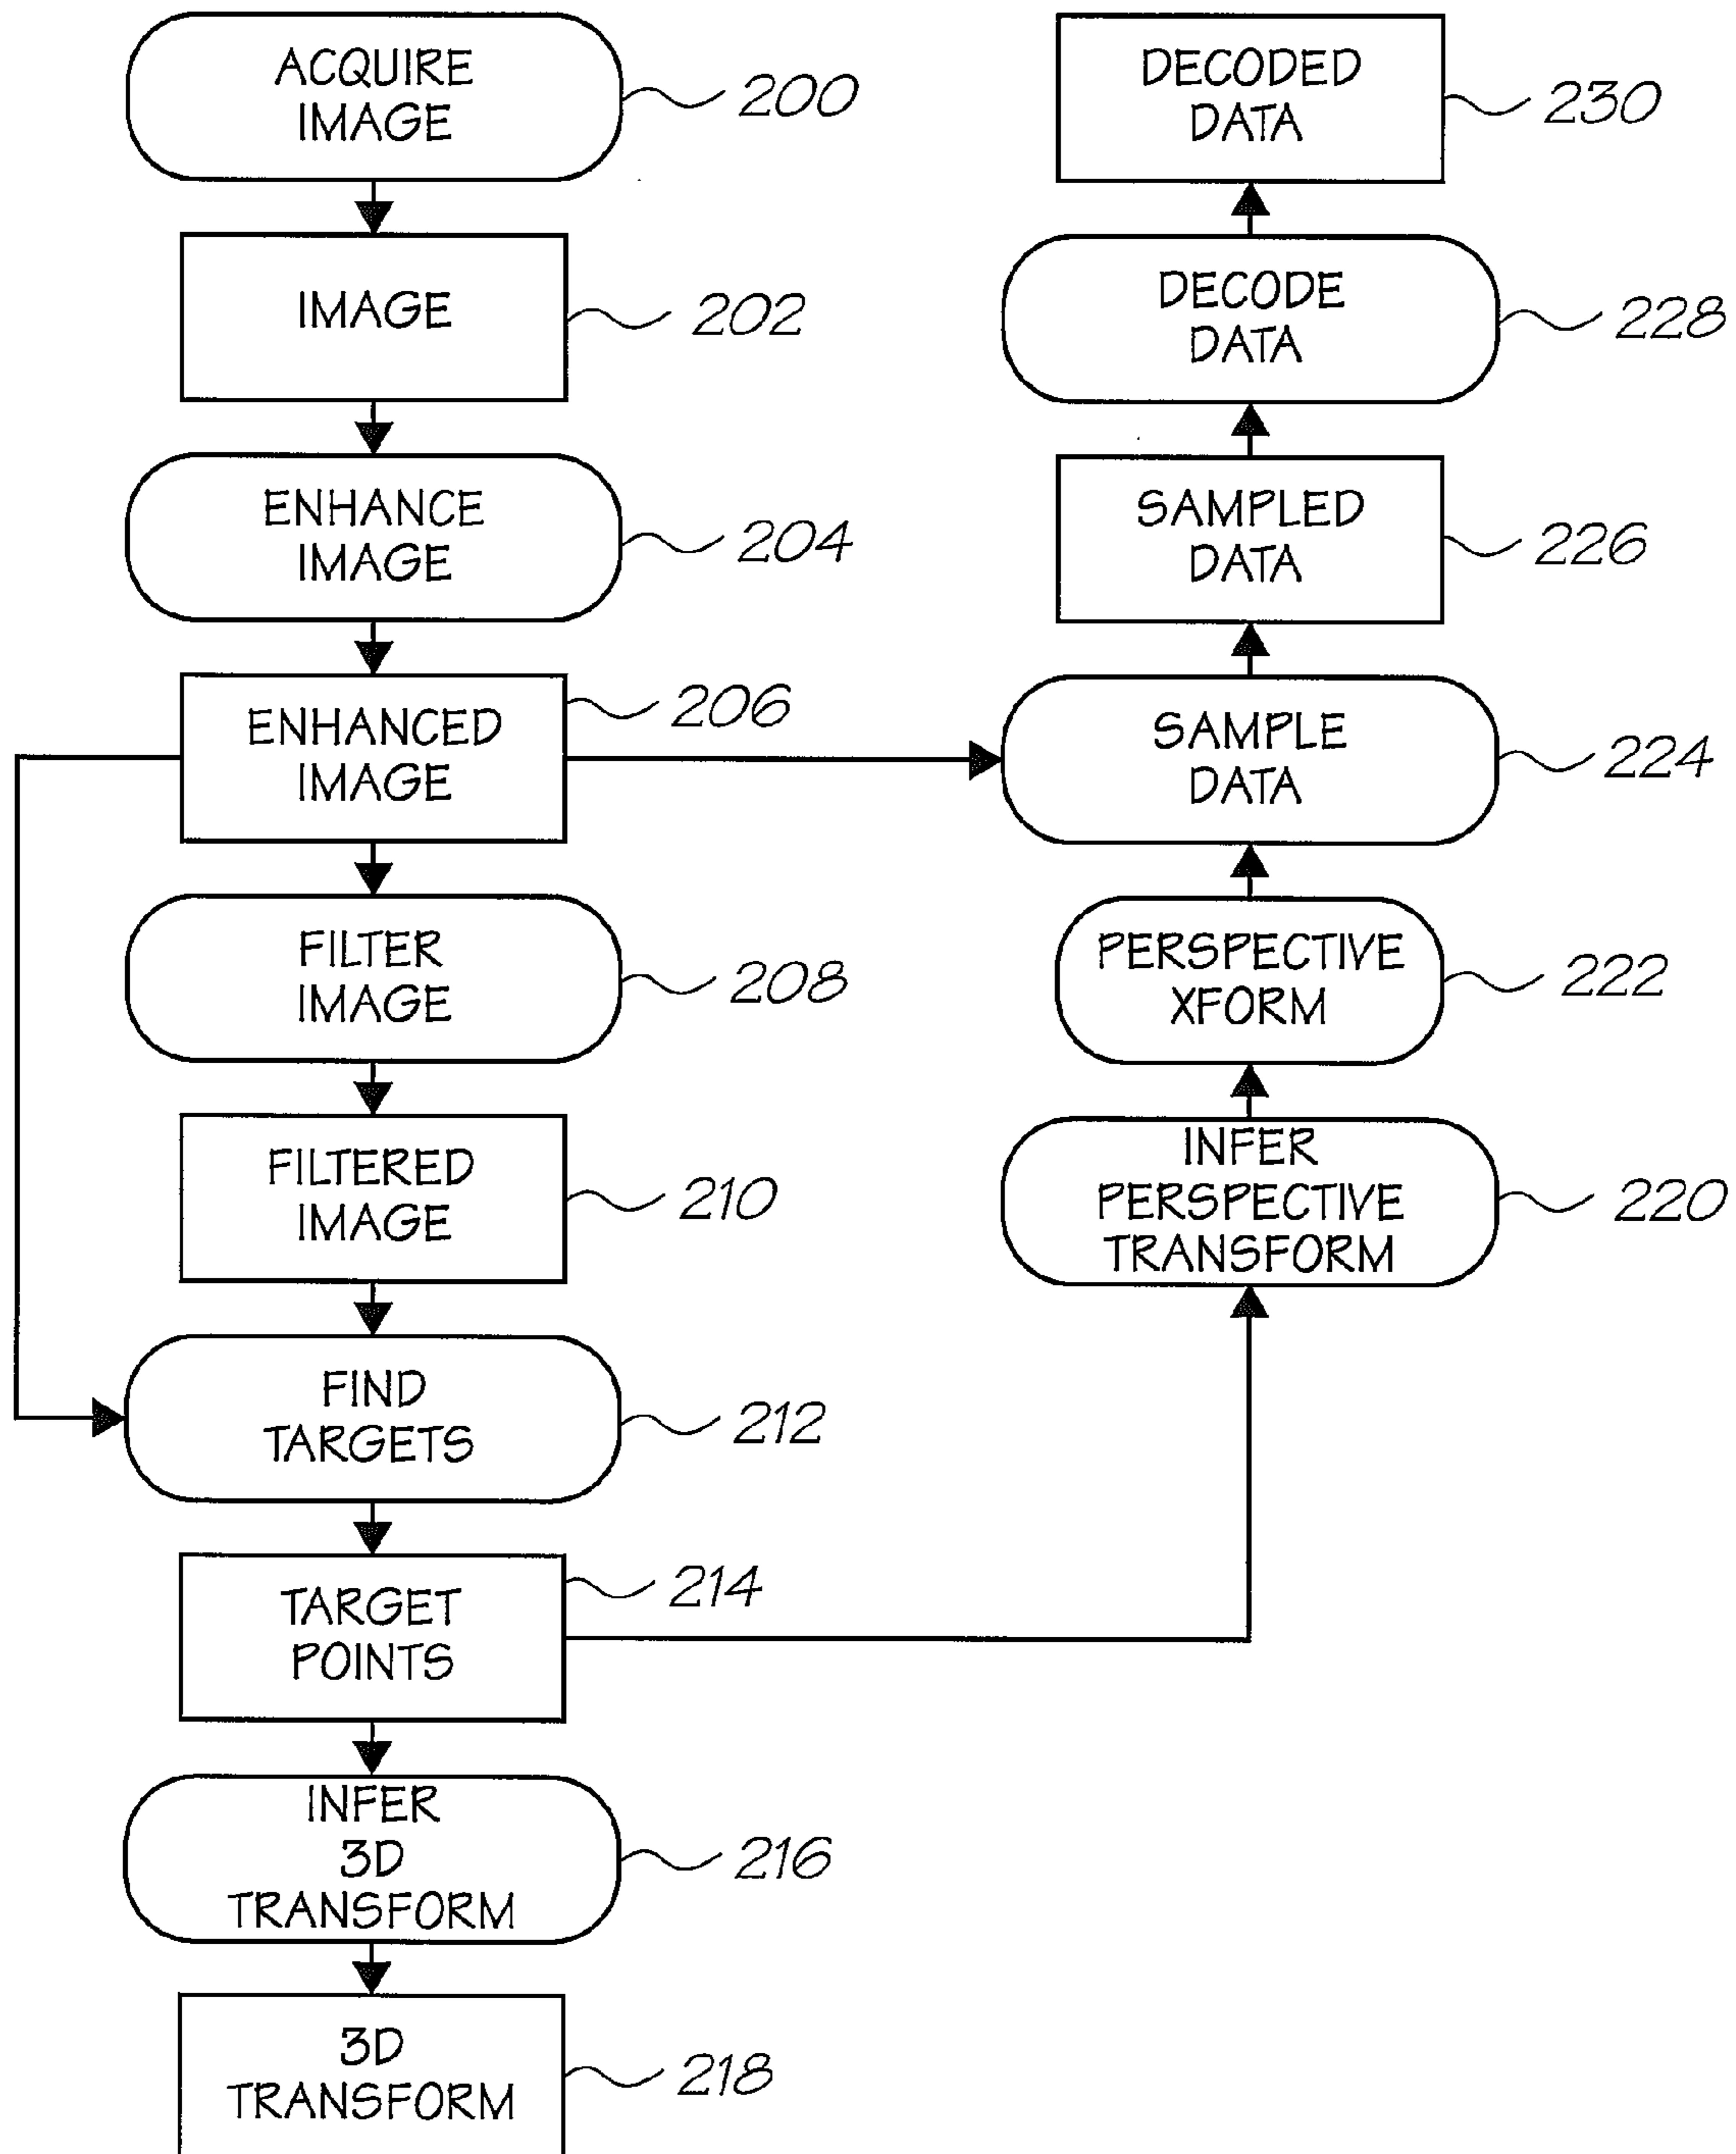 ACQUIRE
IMAGE
200
IMAGE
202
ENHANCE
IMAGE
204
ENHANCED
IMAGE
206
FILTER
IMAGE
208
FILTERED
IMAGE
210
FIND
TARGETS
212
TARGET
POINTS
214
INFER
3D
TRANSFORM
216
3D
TRANSFORM
218
DECODED
DATA
230
DECODE
DATA
228
SAMPLED
DATA
226
SAMPLE
DATA
224
PERSPECTIVE
XFORM
222
INFER
PERSPECTIVE
TRANSFORM
220